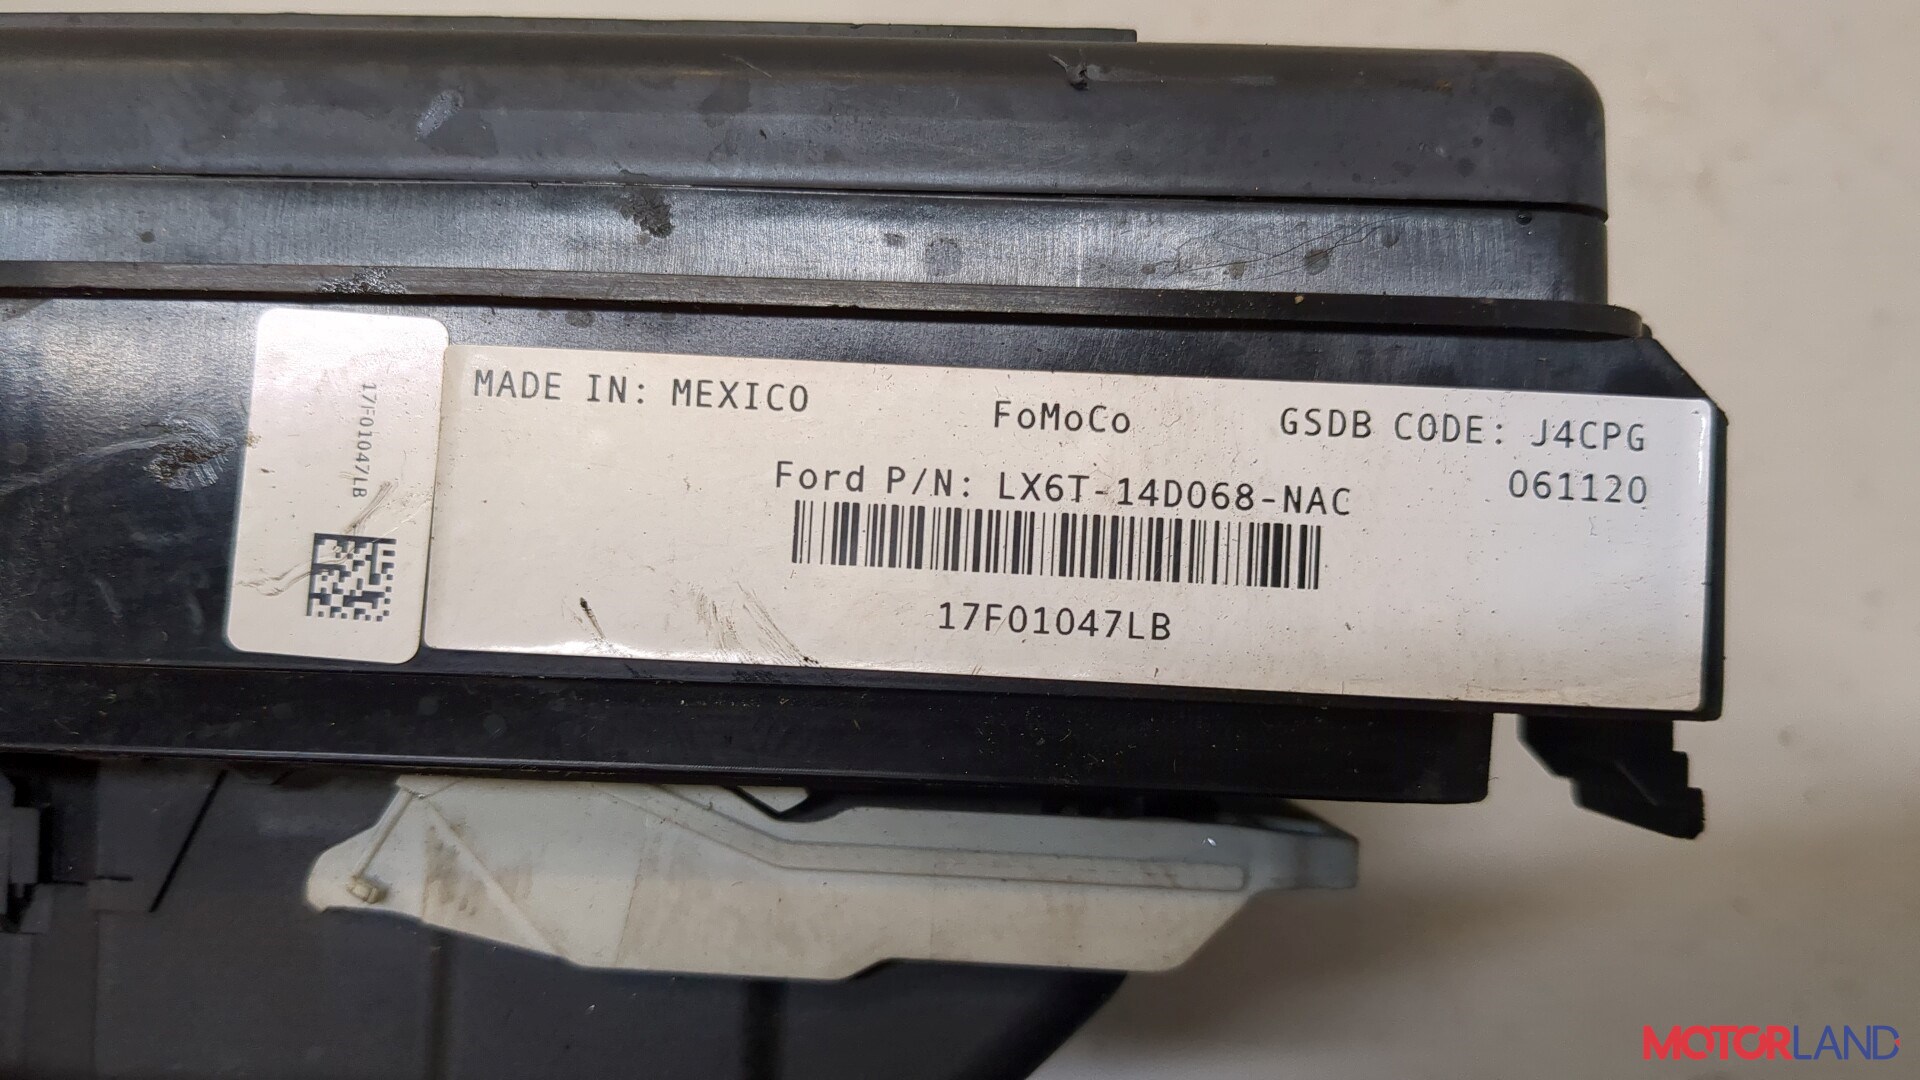 MADE IN: MEXICO
FoMoCo
GSDB CODE: J4CPG
061120
Ford P/N: LX6T-14D068-NAC
17F01047LB
17F01047LB
MOTORLAND